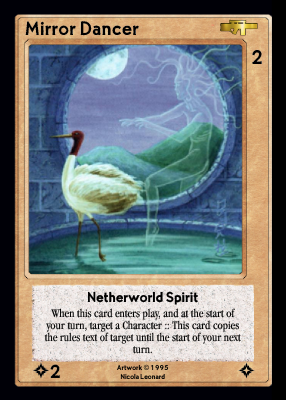 Mirror Dancer
2
Netherworld Spirit
When this card enters play, and at the start of
your turn, target a Character :: This card copies
the rules text of target until the start of your next
turn.
2
Artwork © 1995
Nicola Leonard